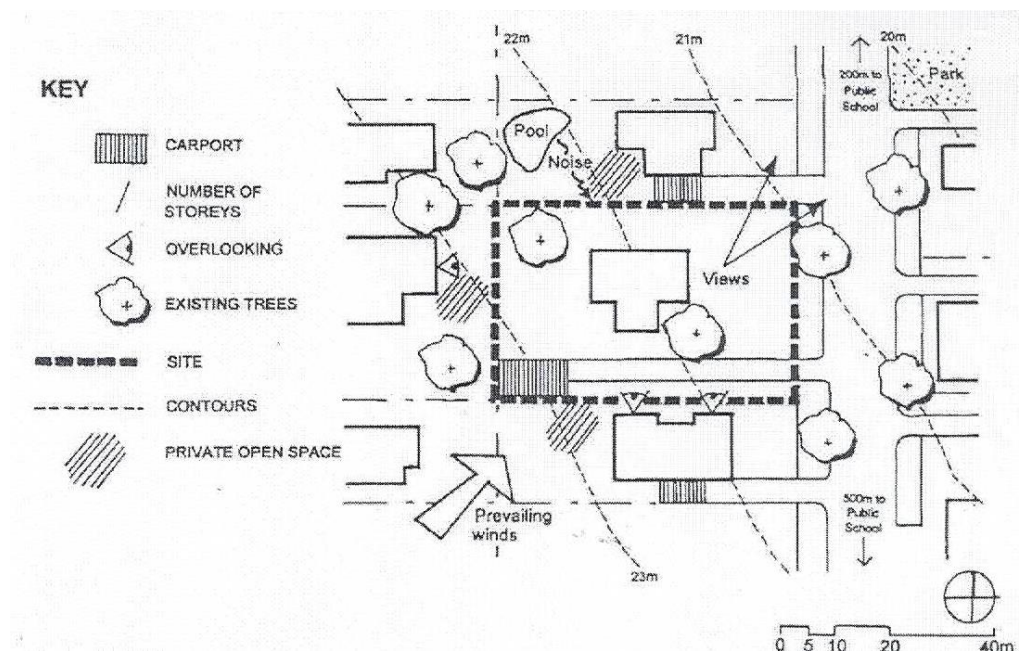 KEY
CARPORT
NUMBER OF
STOREYS
OVERLOOKING
EXISTING TREES
SITE
CONTOURS
PRIVATE OPEN SPACE
22m
21m
20m
200m to
Public
School
Park
Pool
Noise
Views
Prevailing
winds
23m
500m to
Public
School
0 5 10 20 40m